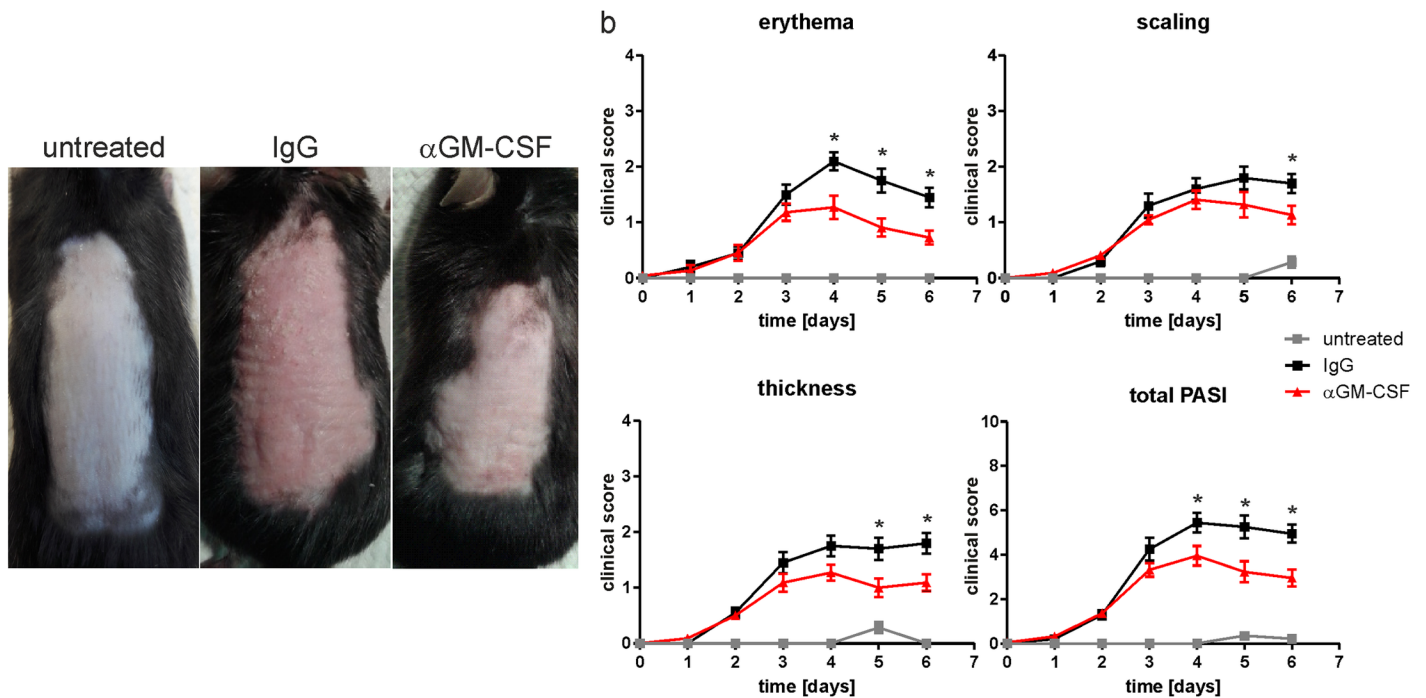 untreated
IgG
αGM-CSF
b
erythema
clinical score
4
3
2
1
0
*
*
*
0 1 2 3 4 5 6 7
time [days]
scaling
clinical score
4
3
2
1
0
*
0 1 2 3 4 5 6 7
time [days]
untreated
IgG
αGM-CSF
thickness
clinical score
4
3
2
1
0
*
*
0 1 2 3 4 5 6 7
time [days]
total PASI
clinical score
10
8
6
4
2
0
*
*
*
0 1 2 3 4 5 6 7
time [days]